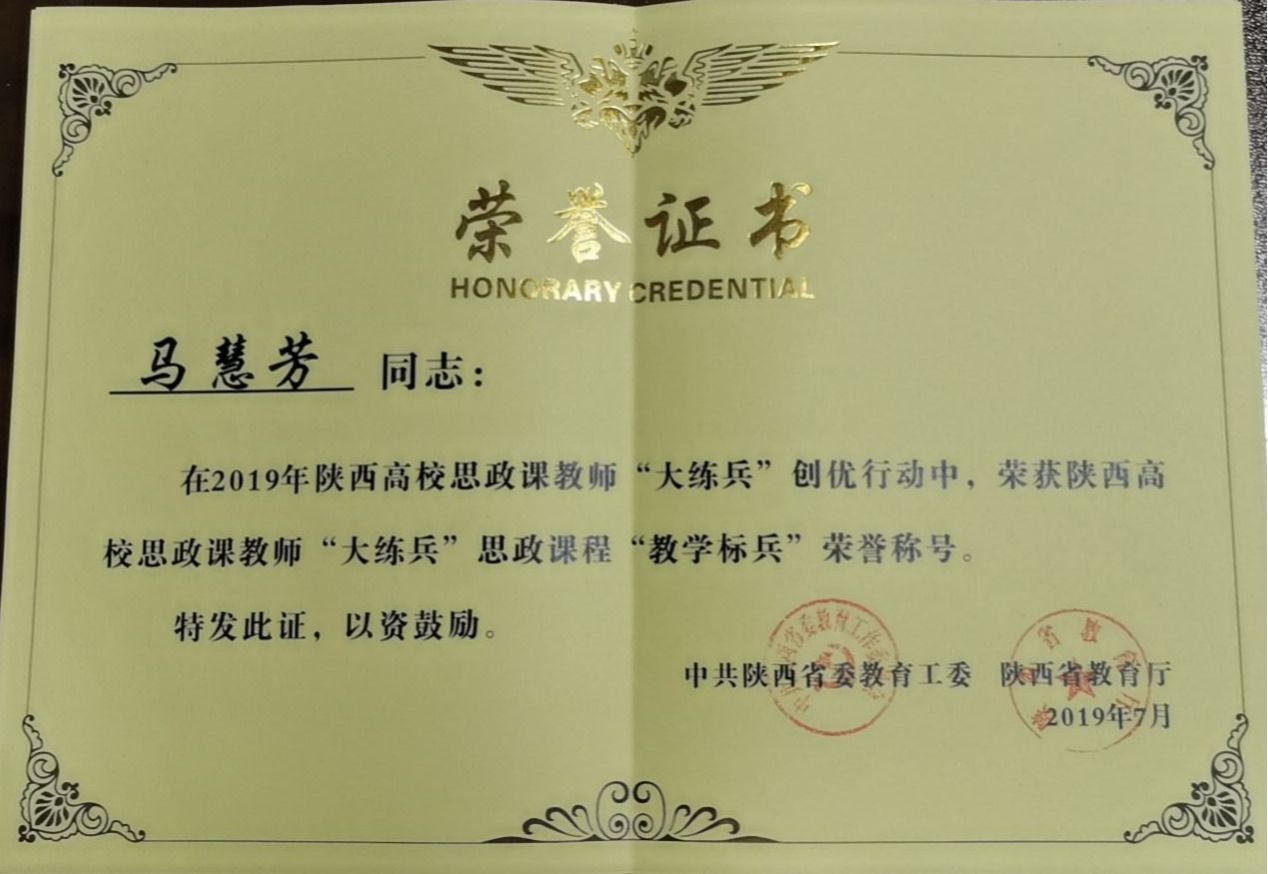 荣誉证书
HONORARY CREDENTIAL
马慧芳 同志：
在2019年陕西高校思政课教师“大练兵”创优行动中，荣获陕西高
校思政课教师“大练兵”思政课程“教学标兵”荣誉称号。
特发此证，以资鼓励。
中共陕西省委教育工委 陕西省教育厅
2019年7月